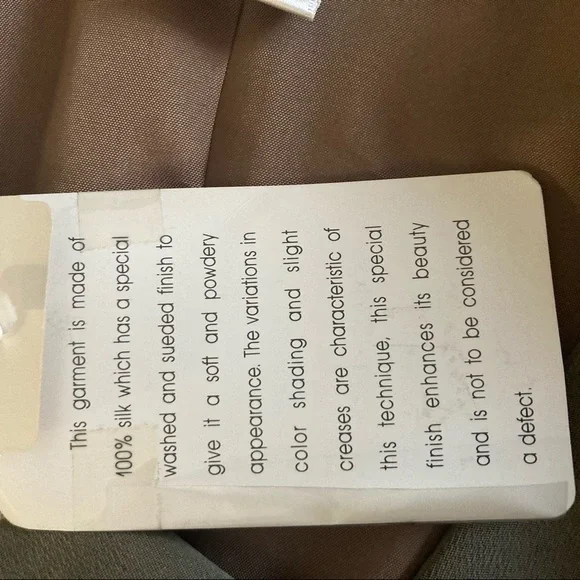 This garment is made of
100% silk which has a special
washed and sueded finish to
give it a soft and powdery
appearance. The variations in
color shading and slight
creases are characteristic of
this technique, this special
finish enhances its beauty
and is not to be considered
a defect.